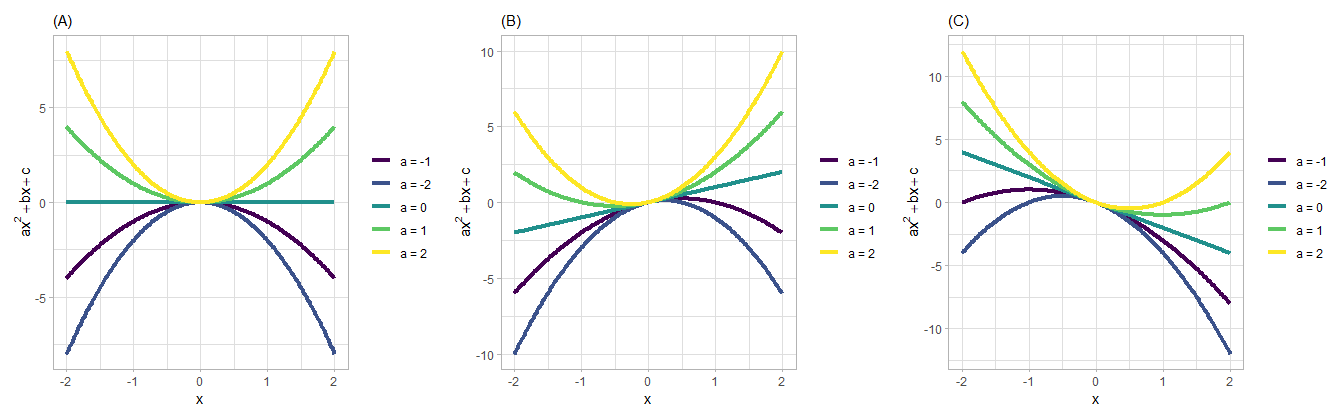 (A)
ax² + bx + c
5
0
-5
-2 -1 0 1 2
x
a = -1
a = -2
a = 0
a = 1
a = 2
(B)
ax² + bx + c
10
5
0
-5
-10
-2 -1 0 1 2
x
a = -1
a = -2
a = 0
a = 1
a = 2
(C)
ax² + bx + c
10
5
0
-5
-10
-2 -1 0 1 2
x
a = -1
a = -2
a = 0
a = 1
a = 2